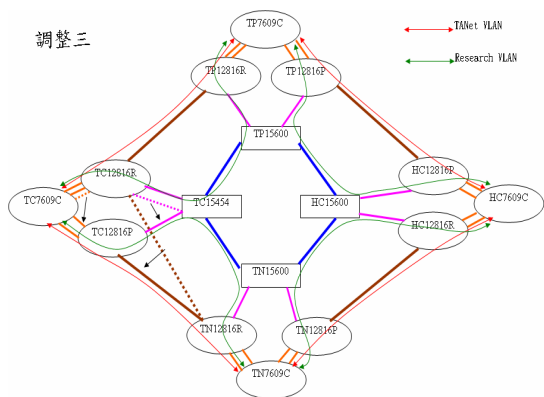 調整三
TP7609C
TANet VLAN
Research VLAN
TP12816R
TP12816P
TP15600
TC12816R
HC12816P
TC7609C
TC15454
HC15600
HC7609C
TC12816P
HC12816R
TN15600
TN12816R
TN12816P
TN7609C